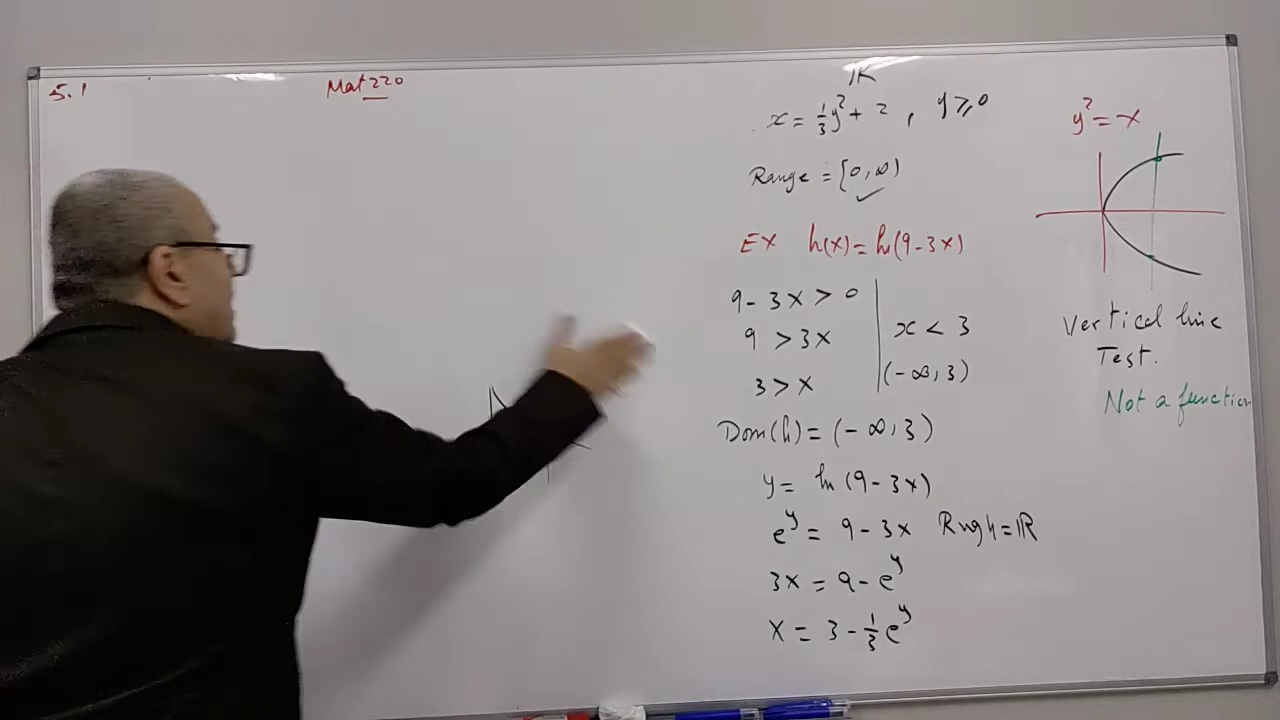 5.1
Mat 220
IR
x = 1/3 y² + 2 , y ≥ 0
Range = [0, ∞) ✓
EX h(x) = ln(9-3x)
9 - 3x > 0
9 > 3x
3 > x
x < 3
(-∞, 3)
Dom(h) = (-∞, 3)
y = ln(9-3x)
e^y = 9 - 3x Rng h = IR
3x = 9 - e^y
x = 3 - 1/3 e^y
y² = -x
Vertical line
Test.
Not a function